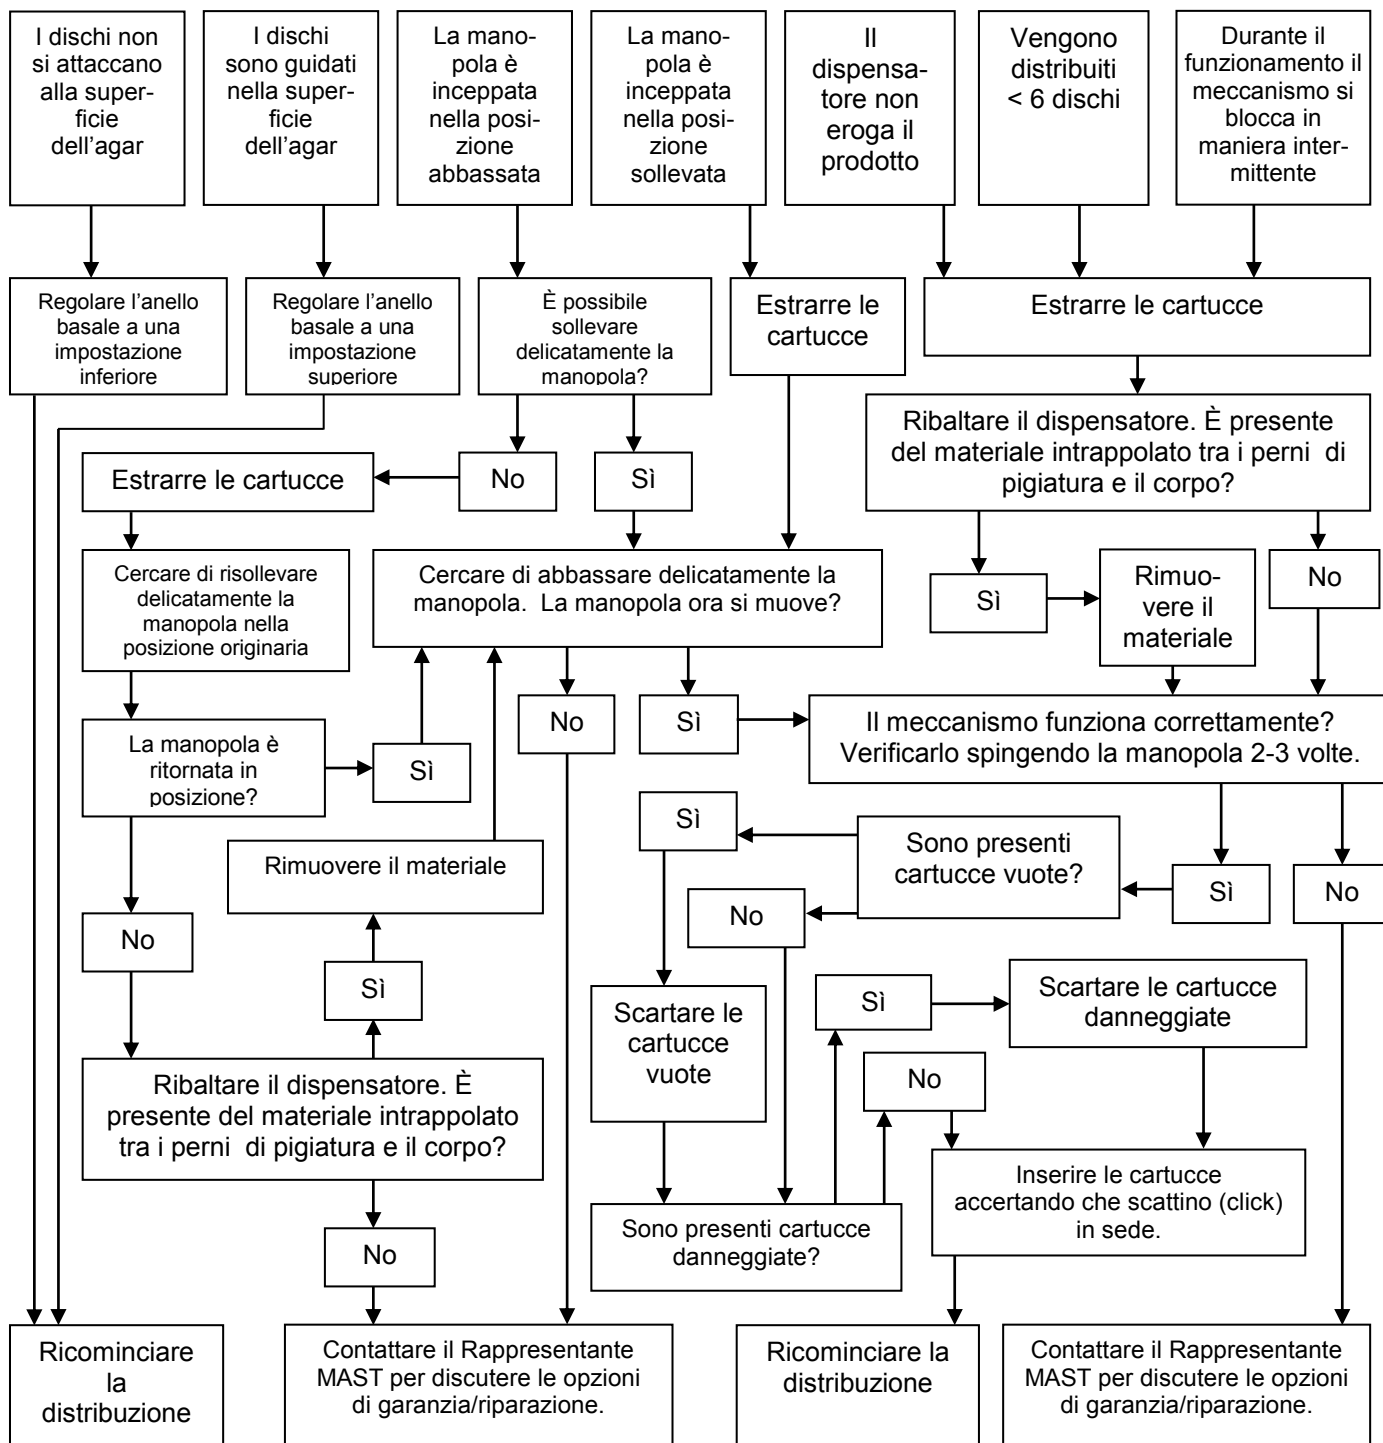 I dischi non
si attaccano
alla super-
ficie
dell'agar
I dischi
sono guidati
nella super-
ficie
dell'agar
La mano-
pola è
inceppata
nella posi-
zione
abbassata
La mano-
pola è
inceppata
nella posi-
zione
sollevata
Il
dispensa-
tore non
eroga il
prodotto
Vengono
distribuiti
< 6 dischi
Durante il
funzionamento il
meccanismo si
blocca in
maniera inter-
mittente
Regolare l'anello
basale a una
impostazione
inferiore
Regolare l'anello
basale a una
impostazione
superiore
È possibile
sollevare
delicatamente la
manopola?
Estrarre le
cartucce
Estrarre le cartucce
Ribaltare il dispensatore. È presente
del materiale intrappolato tra i perni  di
pigiatura e il corpo?
Estrarre le cartucce
No
Sì
Cercare di risollevare
delicatamente la
manopola nella
posizione originaria
Cercare di abbassare delicatamente la
manopola.  La manopola ora si muove?
Sì
Rimuo-
vere il
materiale
No
La manopola è
ritornata in
posizione?
Sì
No
Sì
Il meccanismo funziona correttamente?
Verificarlo spingendo la manopola 2-3 volte.
Rimuovere il materiale
Sì
Sono presenti
cartucce vuote?
Sì
No
No
No
Sì
Scartare le
cartucce
vuote
Sì
Scartare le cartucce
danneggiate
No
Ribaltare il dispensatore. È
presente del materiale intrappolato
tra i perni  di pigiatura e il corpo?
Inserire le cartucce
accertando che scattino (click)
in sede.
Sono presenti cartucce
danneggiate?
No
Ricominciare
la
distribuzione
Contattare il Rappresentante
MAST per discutere le opzioni
di garanzia/riparazione.
Ricominciare la
distribuzione
Contattare il Rappresentante
MAST per discutere le opzioni
di garanzia/riparazione.